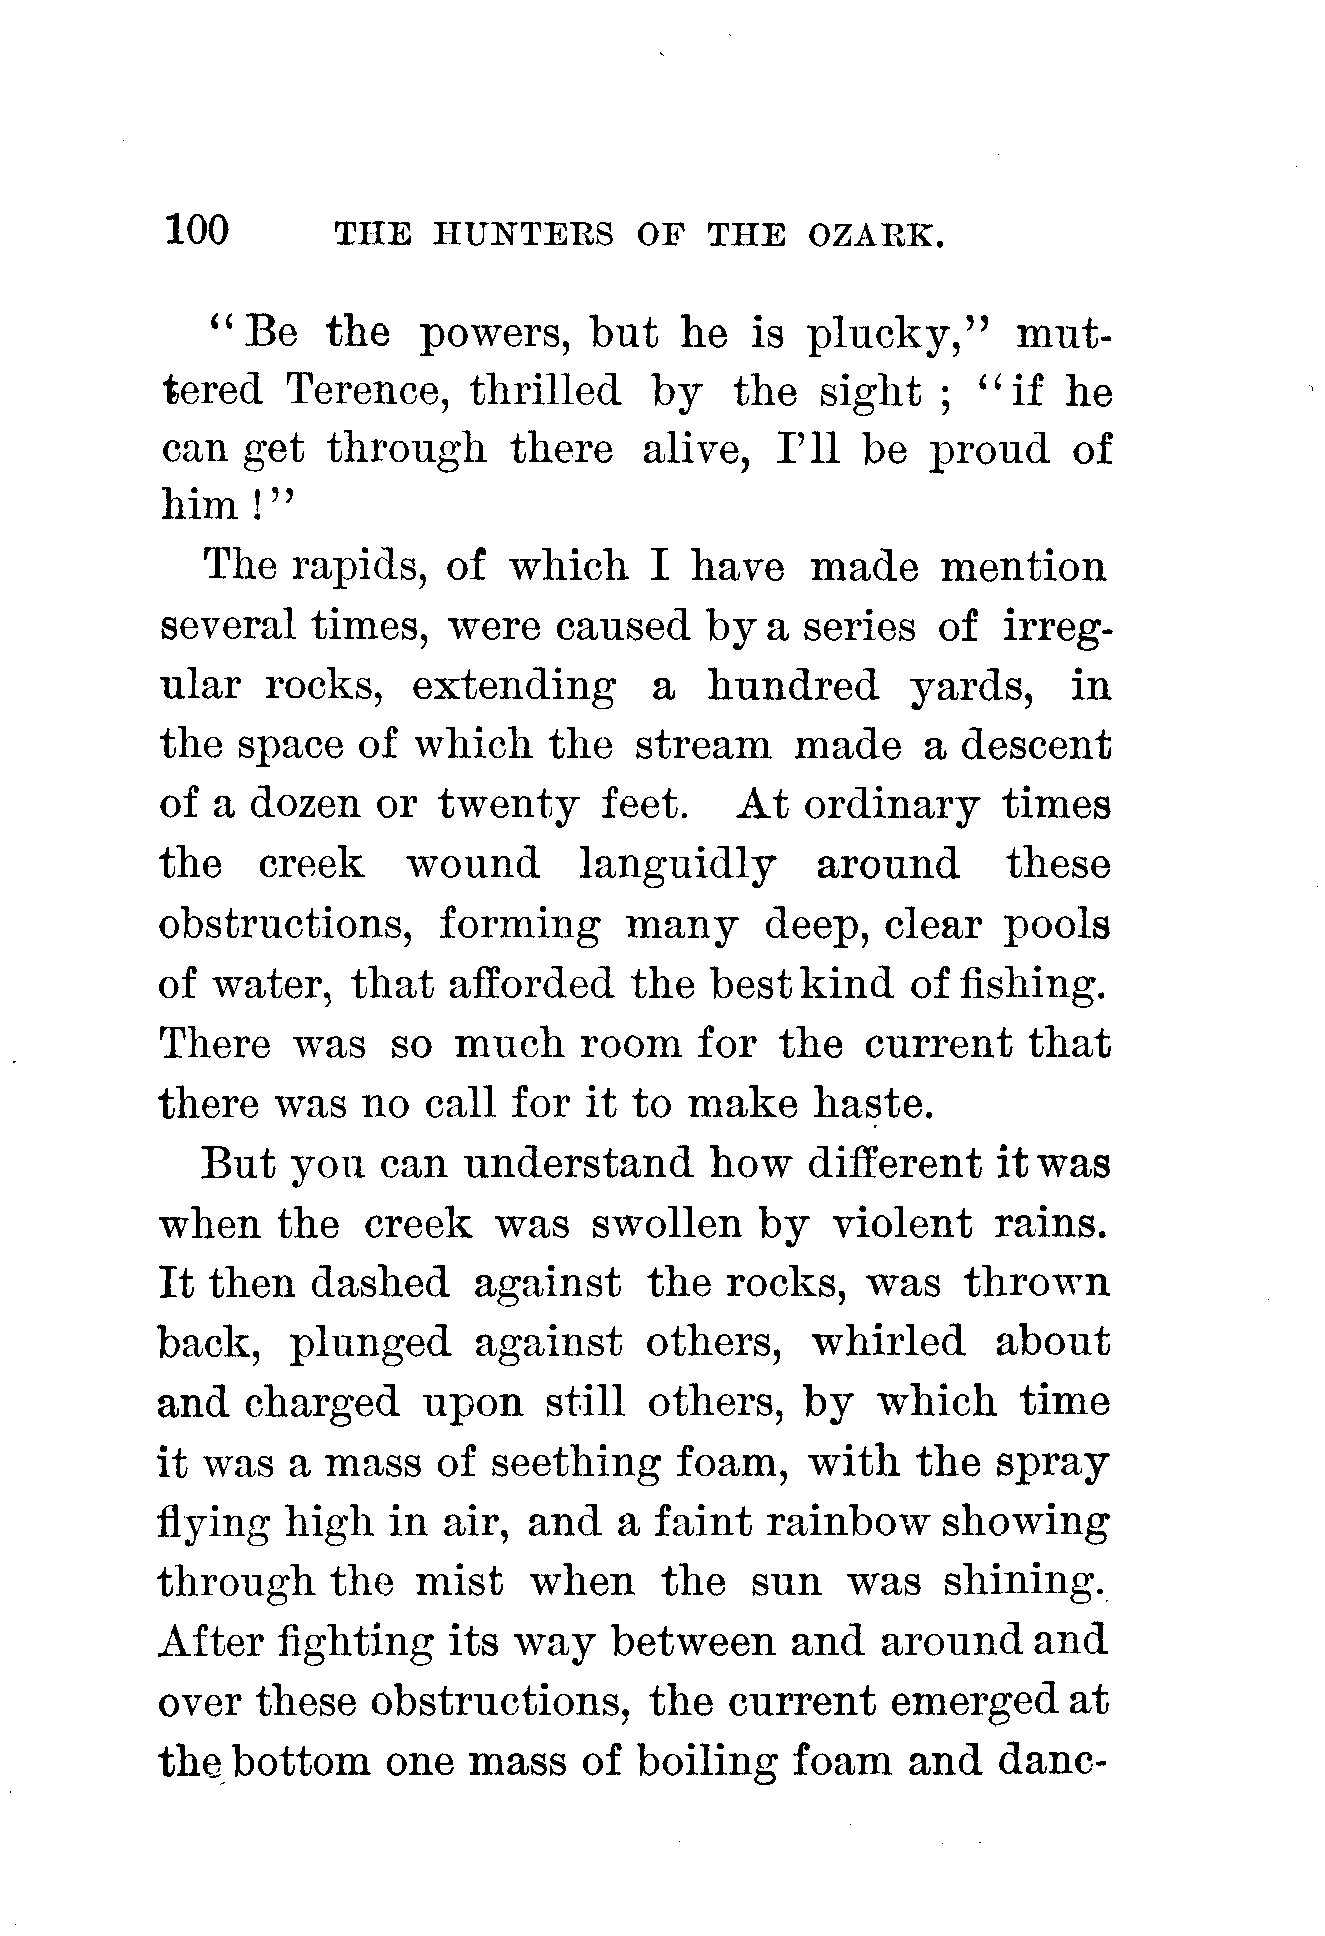 100 THE HUNTERS OF THE OZARK.
“Be the powers, but he is plucky,” mut-
tered Terence, thrilled by the sight ; “if he
can get through there alive, I’ll be proud of
him !”
The rapids, of which I have made mention
several times, were caused by a series of irreg-
ular rocks, extending a hundred yards, in
the space of which the stream made a descent
of a dozen or twenty feet. At ordinary times
the creek wound languidly around these
obstructions, forming many deep, clear pools
of water, that afforded the best kind of fishing.
There was so much room for the current that
there was no call for it to make haste.
But you can understand how different it was
when the creek was swollen by violent rains.
It then dashed against the rocks, was thrown
back, plunged against others, whirled about
and charged upon still others, by which time
it was a mass of seething foam, with the spray
flying high in air, and a faint rainbow showing
through the mist when the sun was shining.
After fighting its way between and around and
over these obstructions, the current emerged at
the bottom one mass of boiling foam and danc-